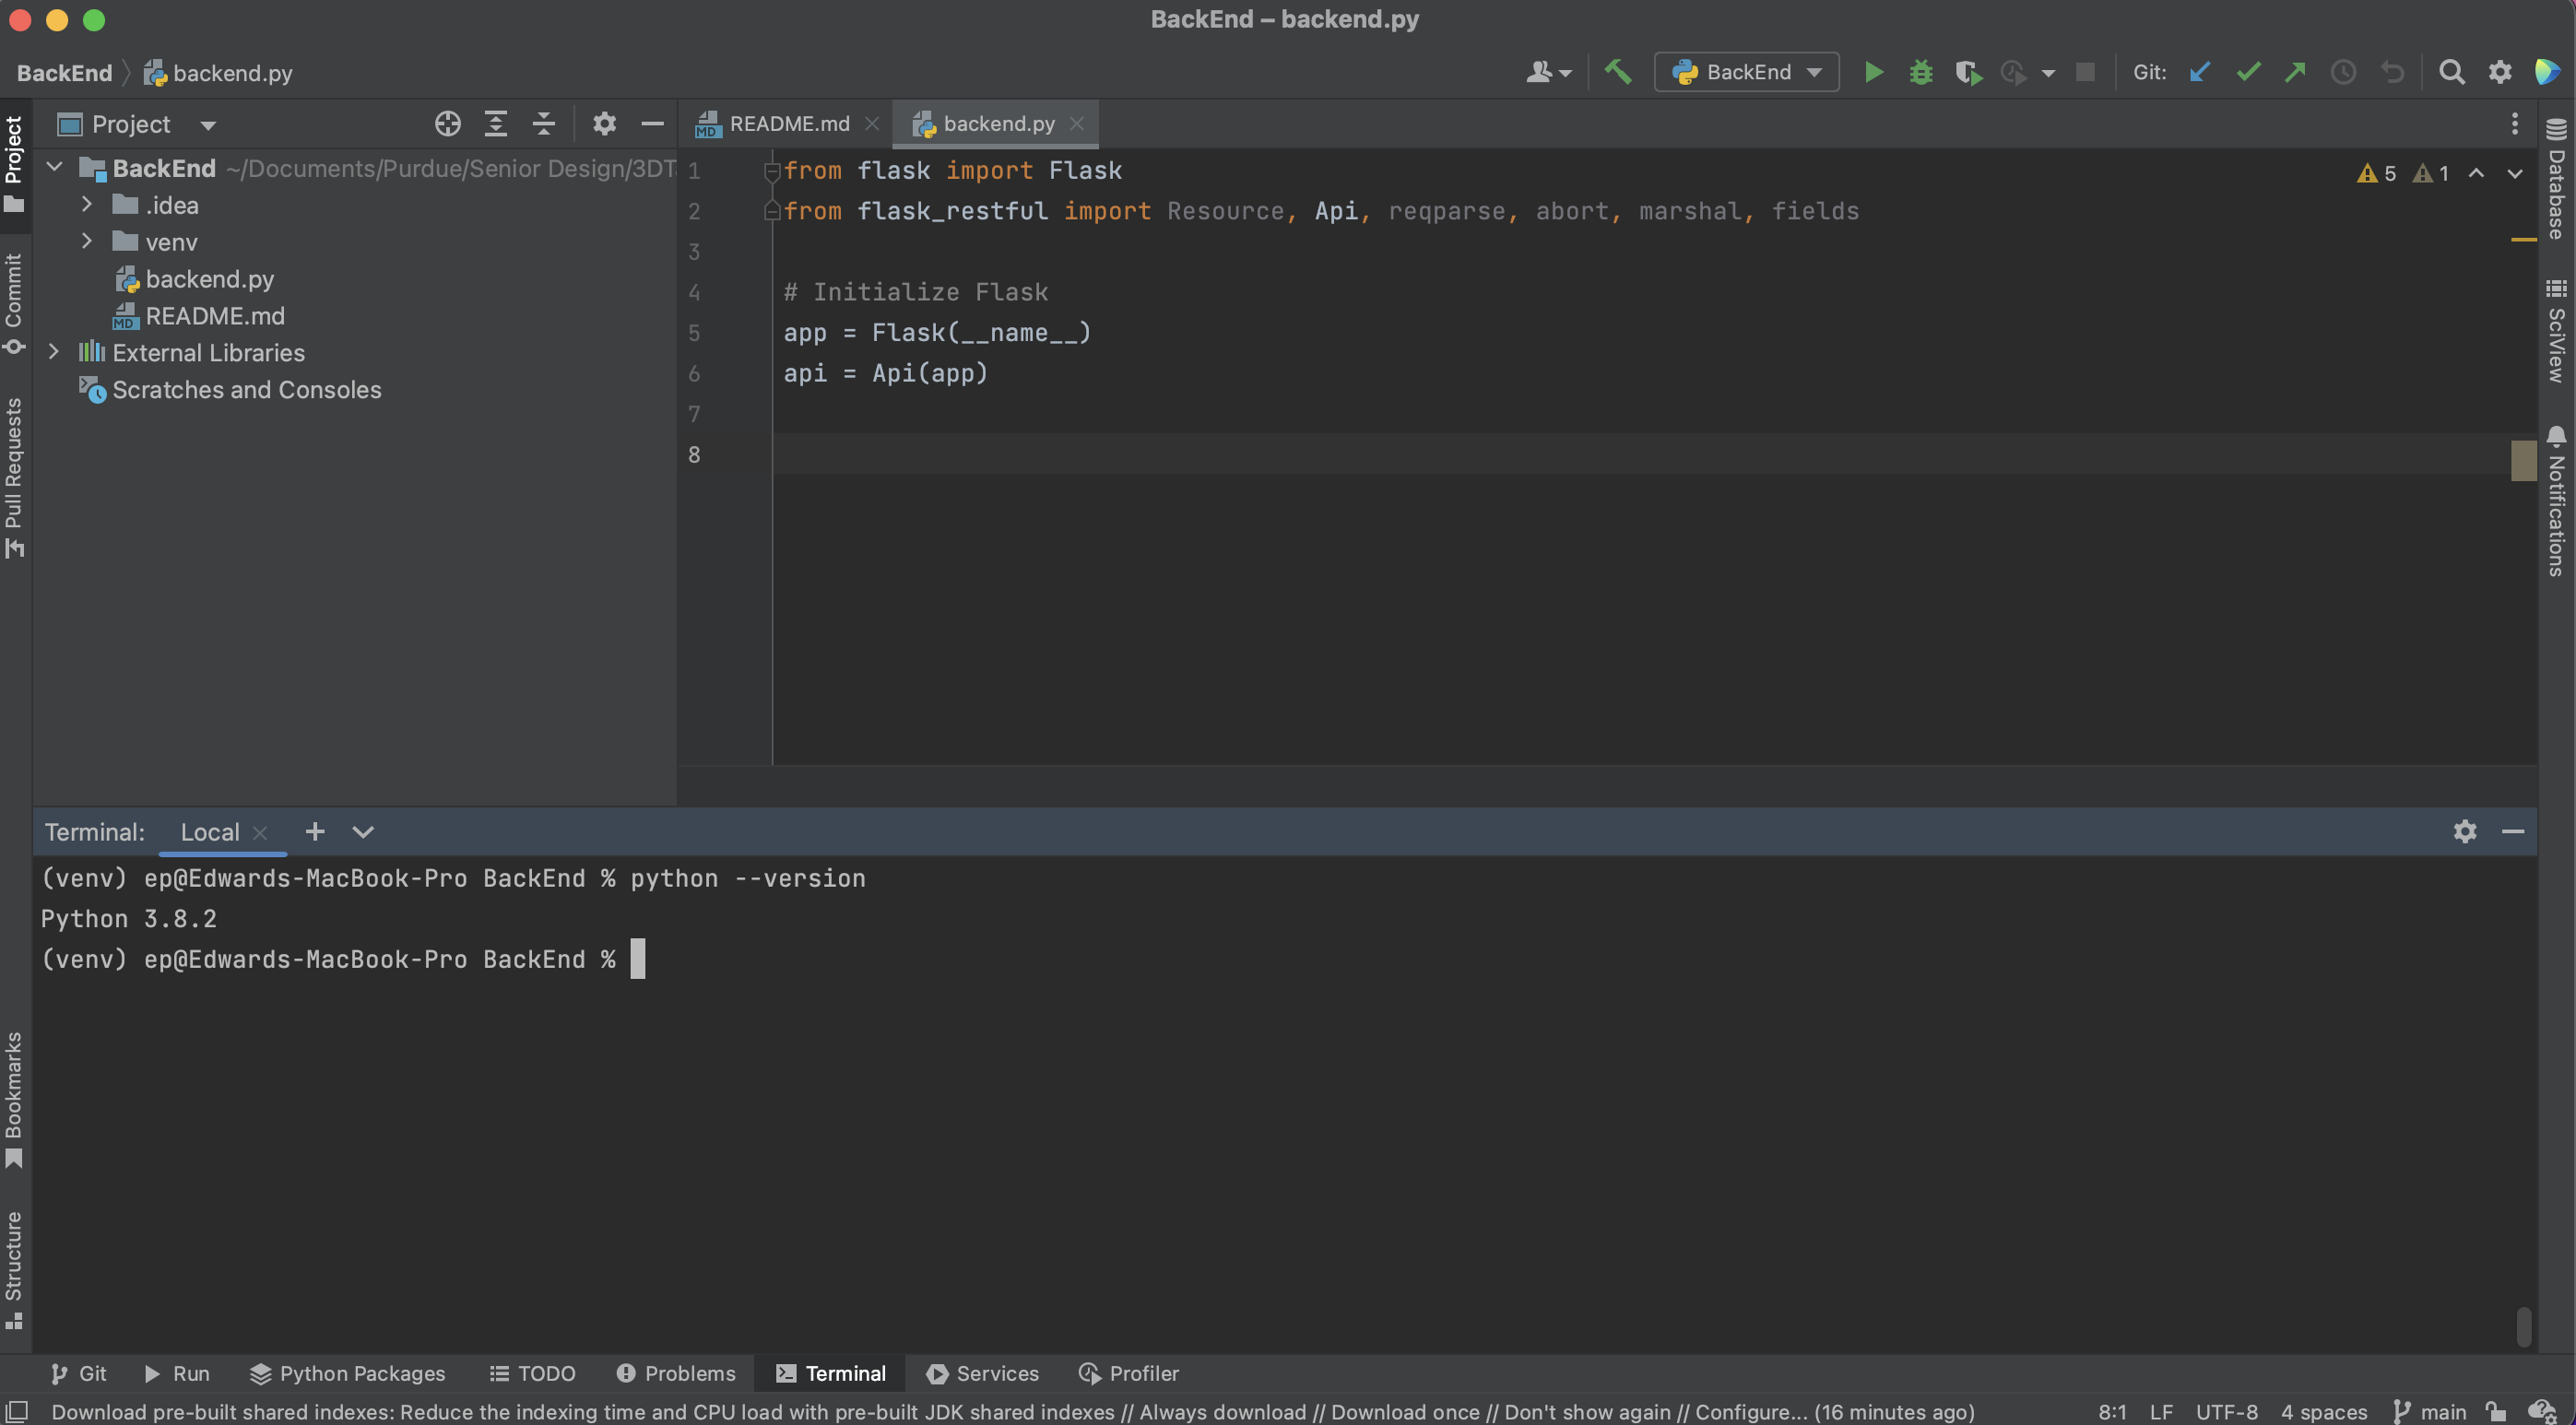 BackEnd – backend.py
BackEnd backend.py
BackEnd Git:
Project
README.md backend.py
BackEnd ~/Documents/Purdue/Senior Design/3DT
.idea
venv
backend.py
README.md
External Libraries
Scratches and Consoles
1 from flask import Flask
2 from flask_restful import Resource, Api, reqparse, abort, marshal, fields
3
4 # Initialize Flask
5 app = Flask(__name__)
6 api = Api(app)
7
8
5 1
Project
Commit
Pull Requests
Bookmarks
Structure
Database
SciView
Notifications
Terminal: Local
(venv) ep@Edwards-MacBook-Pro BackEnd % python --version
Python 3.8.2
(venv) ep@Edwards-MacBook-Pro BackEnd %
Git Run Python Packages TODO Problems Terminal Services Profiler
Download pre-built shared indexes: Reduce the indexing time and CPU load with pre-built JDK shared indexes // Always download // Download once // Don't show again // Configure... (16 minutes ago) 8:1 LF UTF-8 4 spaces main